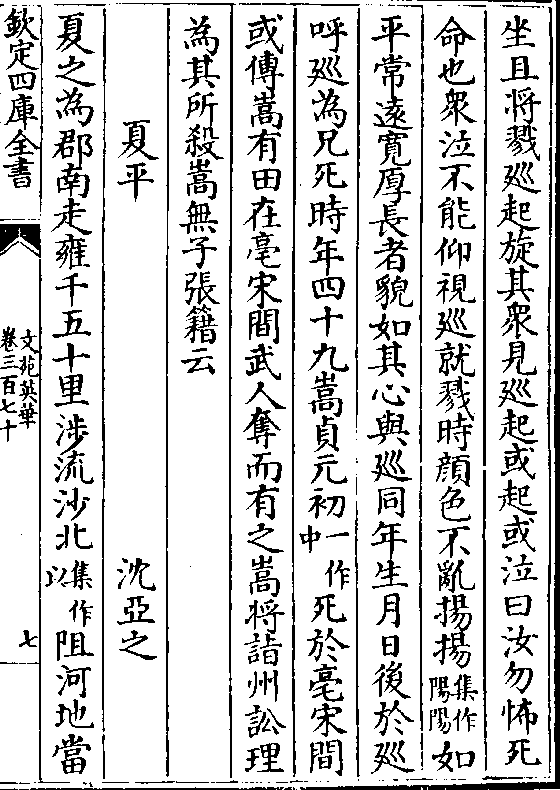 坐且將戮廵起旋其衆見廵起或起或泣曰汝勿怖死
命也衆泣不能仰視廵就戮時顔色不亂揚揚集作陽陽如
平常逺寛厚長者貌如其心與廵同年生月日後於廵
呼廵為兄死時年四十九嵩貞元初一作中死於亳宋間
或傳嵩有田在亳宋間武人奪而有之嵩将詣州訟理
為其所殺嵩無子張籍云
夏平　沈亞之
夏之為郡南走雍千五十里涉流沙北集作以阻河地當
欽定四庫全書
文苑英華
卷三百七十
七